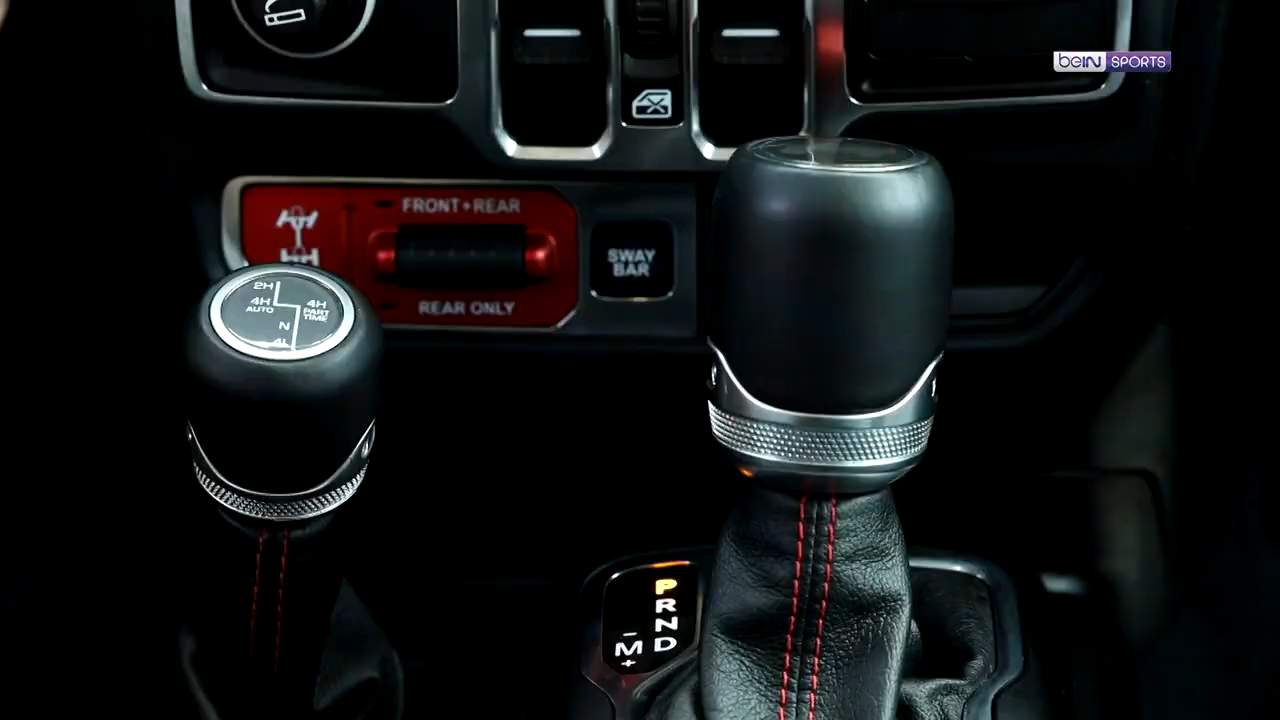 beIN SPORTS
FRONT+REAR
SWAY
BAR
REAR ONLY
2H
4H
AUTO
4H
PART
TIME
N
4L
P
R
N
D
M